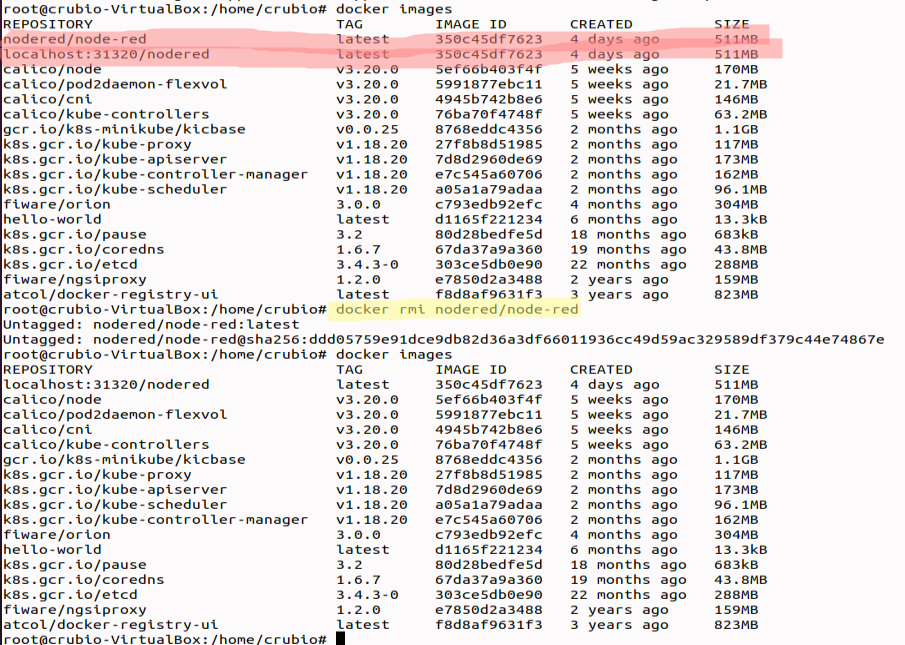 root@crubio-VirtualBox:/home/crubio# docker images
REPOSITORY TAG IMAGE ID CREATED SIZE
nodered/node-red latest 350c45df7623 4 days ago 511MB
localhost:31320/nodered latest 350c45df7623 4 days ago 511MB
calico/node v3.20.0 5ef66b403f4f 5 weeks ago 170MB
calico/pod2daemon-flexvol v3.20.0 5991877ebc11 5 weeks ago 21.7MB
calico/cni v3.20.0 4945b742b8e6 5 weeks ago 146MB
calico/kube-controllers v3.20.0 76ba70f4748f 5 weeks ago 63.2MB
gcr.io/k8s-minikube/kicbase v0.0.25 8768eddc4356 2 months ago 1.1GB
k8s.gcr.io/kube-proxy v1.18.20 27f8b8d51985 2 months ago 117MB
k8s.gcr.io/kube-apiserver v1.18.20 7d8d2960de69 2 months ago 173MB
k8s.gcr.io/kube-controller-manager v1.18.20 e7c545a60706 2 months ago 162MB
k8s.gcr.io/kube-scheduler v1.18.20 a05a1a79adaa 2 months ago 96.1MB
fiware/orion 3.0.0 c793edb92efc 4 months ago 304MB
hello-world latest d1165f221234 6 months ago 13.3kB
k8s.gcr.io/pause 3.2 80d28bedfe5d 18 months ago 683kB
k8s.gcr.io/coredns 1.6.7 67da37a9a360 19 months ago 43.8MB
k8s.gcr.io/etcd 3.4.3-0 303ce5db0e90 22 months ago 288MB
fiware/ngsiproxy 1.2.0 e7850d2a3488 2 years ago 159MB
atcol/docker-registry-ui latest f8d8af9631f3 3 years ago 823MB
root@crubio-VirtualBox:/home/crubio# docker rmi nodered/node-red
Untagged: nodered/node-red:latest
Untagged: nodered/node-red@sha256:ddd05759e91dce9db82d36a3df66011936cc49d59ac329589df379c44e74867e
root@crubio-VirtualBox:/home/crubio# docker images
REPOSITORY TAG IMAGE ID CREATED SIZE
localhost:31320/nodered latest 350c45df7623 4 days ago 511MB
calico/node v3.20.0 5ef66b403f4f 5 weeks ago 170MB
calico/pod2daemon-flexvol v3.20.0 5991877ebc11 5 weeks ago 21.7MB
calico/cni v3.20.0 4945b742b8e6 5 weeks ago 146MB
calico/kube-controllers v3.20.0 76ba70f4748f 5 weeks ago 63.2MB
gcr.io/k8s-minikube/kicbase v0.0.25 8768eddc4356 2 months ago 1.1GB
k8s.gcr.io/kube-proxy v1.18.20 27f8b8d51985 2 months ago 117MB
k8s.gcr.io/kube-apiserver v1.18.20 7d8d2960de69 2 months ago 173MB
k8s.gcr.io/kube-scheduler v1.18.20 a05a1a79adaa 2 months ago 96.1MB
k8s.gcr.io/kube-controller-manager v1.18.20 e7c545a60706 2 months ago 162MB
fiware/orion 3.0.0 c793edb92efc 4 months ago 304MB
hello-world latest d1165f221234 6 months ago 13.3kB
k8s.gcr.io/pause 3.2 80d28bedfe5d 18 months ago 683kB
k8s.gcr.io/coredns 1.6.7 67da37a9a360 19 months ago 43.8MB
k8s.gcr.io/etcd 3.4.3-0 303ce5db0e90 22 months ago 288MB
fiware/ngsiproxy 1.2.0 e7850d2a3488 2 years ago 159MB
atcol/docker-registry-ui latest f8d8af9631f3 3 years ago 823MB
root@crubio-VirtualBox:/home/crubio#